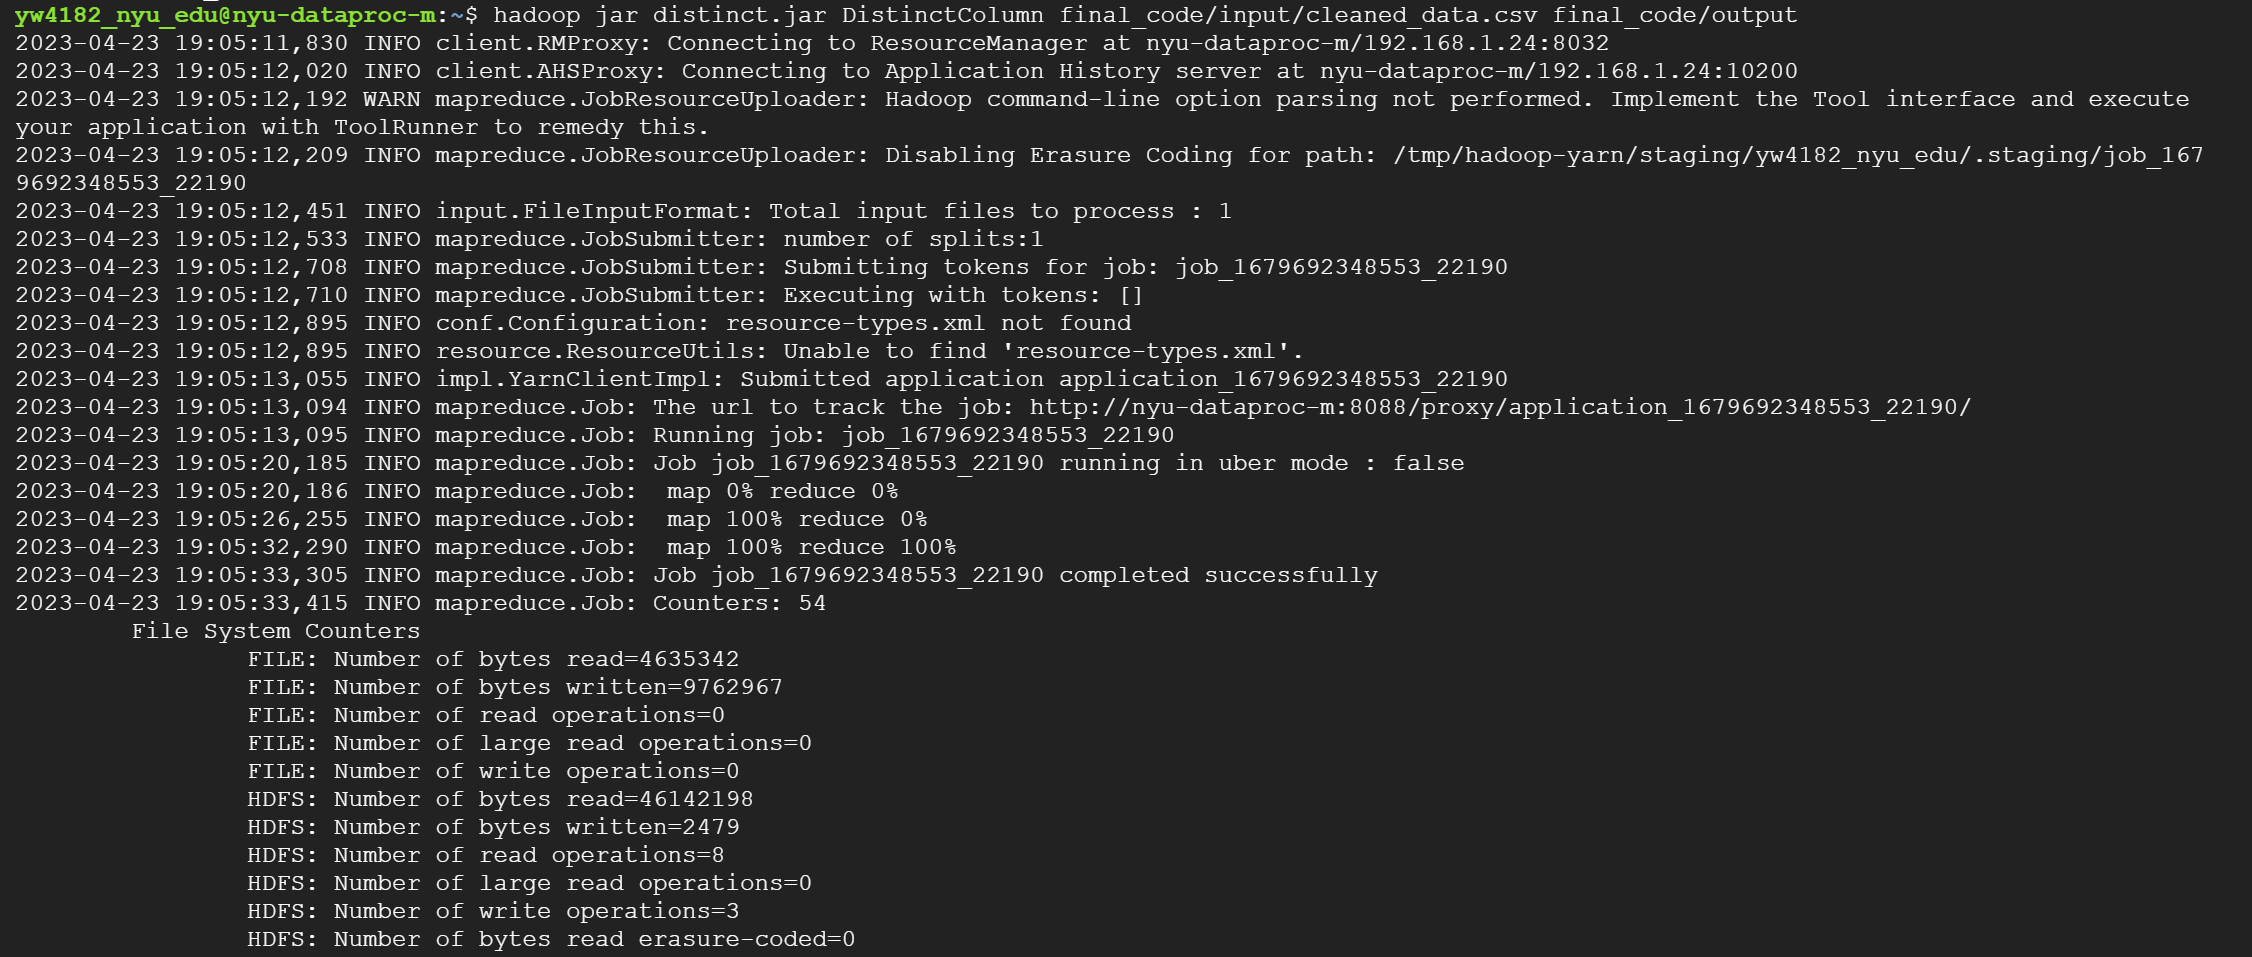 yw4182_nyu_edu@nyu-dataproc-m:~$ hadoop jar distinct.jar DistinctColumn final_code/input/cleaned_data.csv final_code/output
2023-04-23 19:05:11,830 INFO client.RMProxy: Connecting to ResourceManager at nyu-dataproc-m/192.168.1.24:8032
2023-04-23 19:05:12,020 INFO client.AHSProxy: Connecting to Application History server at nyu-dataproc-m/192.168.1.24:10200
2023-04-23 19:05:12,192 WARN mapreduce.JobResourceUploader: Hadoop command-line option parsing not performed. Implement the Tool interface and execute
your application with ToolRunner to remedy this.
2023-04-23 19:05:12,209 INFO mapreduce.JobResourceUploader: Disabling Erasure Coding for path: /tmp/hadoop-yarn/staging/yw4182_nyu_edu/.staging/job_167
9692348553_22190
2023-04-23 19:05:12,451 INFO input.FileInputFormat: Total input files to process : 1
2023-04-23 19:05:12,533 INFO mapreduce.JobSubmitter: number of splits:1
2023-04-23 19:05:12,708 INFO mapreduce.JobSubmitter: Submitting tokens for job: job_1679692348553_22190
2023-04-23 19:05:12,710 INFO mapreduce.JobSubmitter: Executing with tokens: []
2023-04-23 19:05:12,895 INFO conf.Configuration: resource-types.xml not found
2023-04-23 19:05:12,895 INFO resource.ResourceUtils: Unable to find 'resource-types.xml'.
2023-04-23 19:05:13,055 INFO impl.YarnClientImpl: Submitted application application_1679692348553_22190
2023-04-23 19:05:13,094 INFO mapreduce.Job: The url to track the job: http://nyu-dataproc-m:8088/proxy/application_1679692348553_22190/
2023-04-23 19:05:13,095 INFO mapreduce.Job: Running job: job_1679692348553_22190
2023-04-23 19:05:20,185 INFO mapreduce.Job: Job job_1679692348553_22190 running in uber mode : false
2023-04-23 19:05:20,186 INFO mapreduce.Job:  map 0% reduce 0%
2023-04-23 19:05:26,255 INFO mapreduce.Job:  map 100% reduce 0%
2023-04-23 19:05:32,290 INFO mapreduce.Job:  map 100% reduce 100%
2023-04-23 19:05:33,305 INFO mapreduce.Job: Job job_1679692348553_22190 completed successfully
2023-04-23 19:05:33,415 INFO mapreduce.Job: Counters: 54
File System Counters
FILE: Number of bytes read=4635342
FILE: Number of bytes written=9762967
FILE: Number of read operations=0
FILE: Number of large read operations=0
FILE: Number of write operations=0
HDFS: Number of bytes read=46142198
HDFS: Number of bytes written=2479
HDFS: Number of read operations=8
HDFS: Number of large read operations=0
HDFS: Number of write operations=3
HDFS: Number of bytes read erasure-coded=0